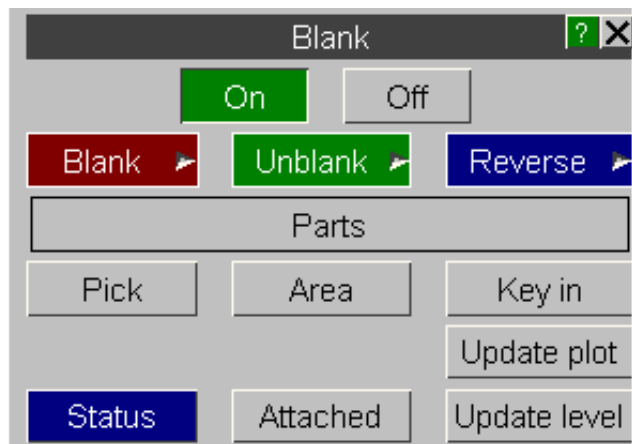 Blank ? X
On Off
Blank Unblank Reverse
Parts
Pick Area Key in
Update plot
Status Attached Update level